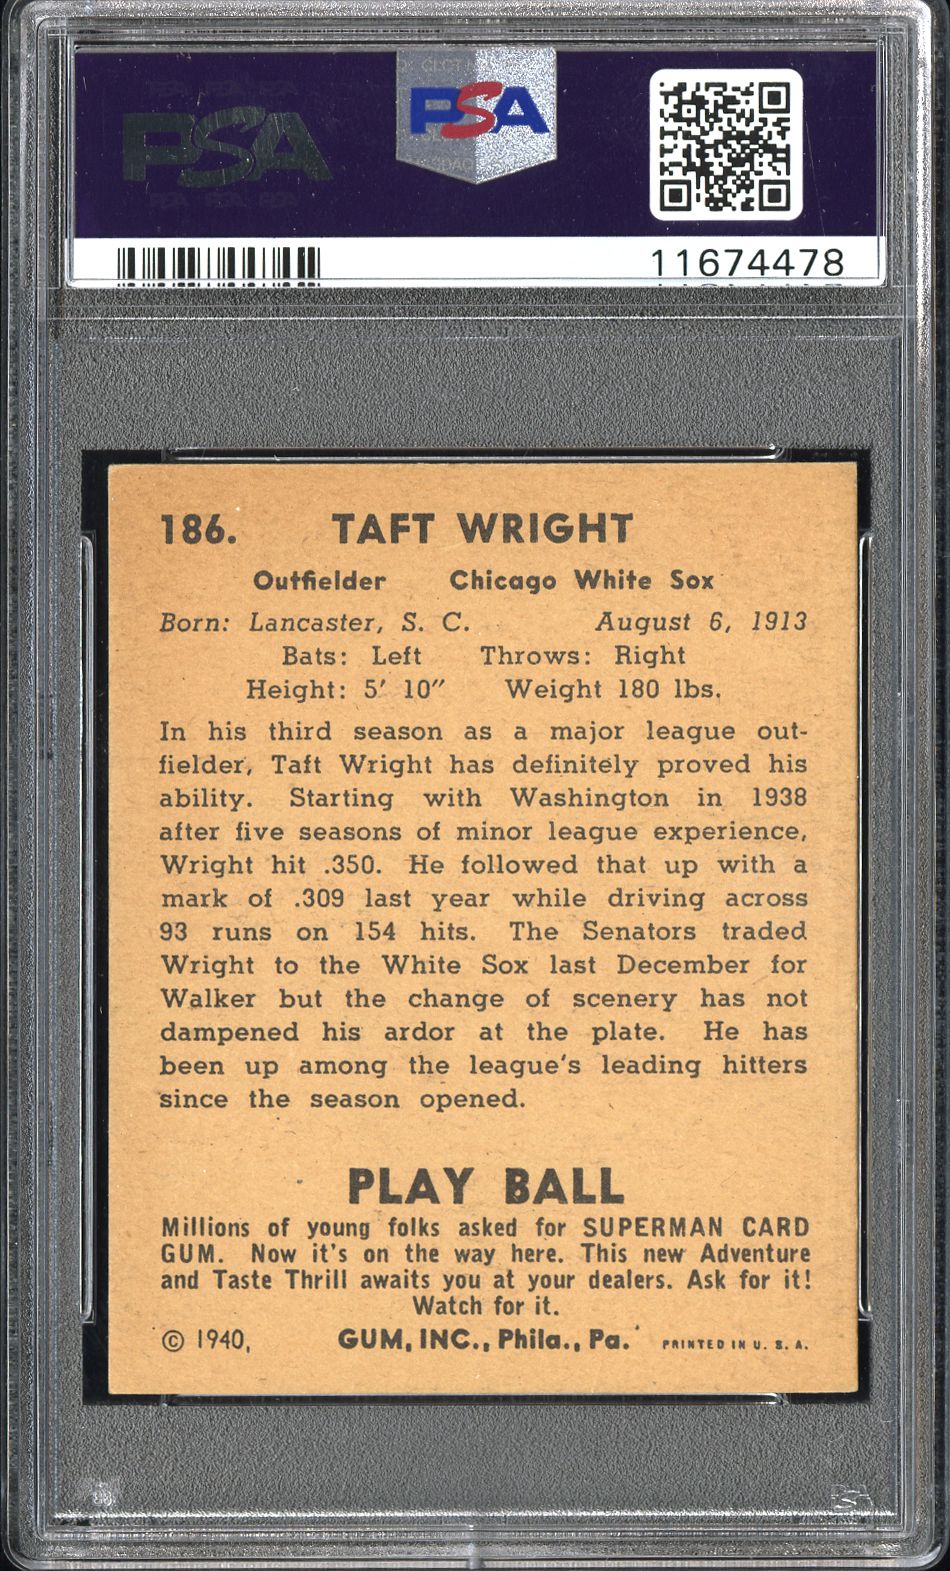 PSA
PSA
11674478
186. TAFT WRIGHT
Outfielder Chicago White Sox
Born: Lancaster, S. C. August 6, 1913
Bats: Left Throws: Right
Height: 5′ 10″ Weight 180 lbs.
In his third season as a major league out-
fielder, Taft Wright has definitely proved his
ability. Starting with Washington in 1938
after five seasons of minor league experience,
Wright hit .350. He followed that up with a
mark of .309 last year while driving across
93 runs on 154 hits. The Senators traded
Wright to the White Sox last December for
Walker but the change of scenery has not
dampened his ardor at the plate. He has
been up among the league's leading hitters
since the season opened.
PLAY BALL
Millions of young folks asked for SUPERMAN CARD
GUM. Now it's on the way here. This new Adventure
and Taste Thrill awaits you at your dealers. Ask for it!
Watch for it.
© 1940, GUM, INC., Phila., Pa. PRINTED IN U. S. A.
PSA